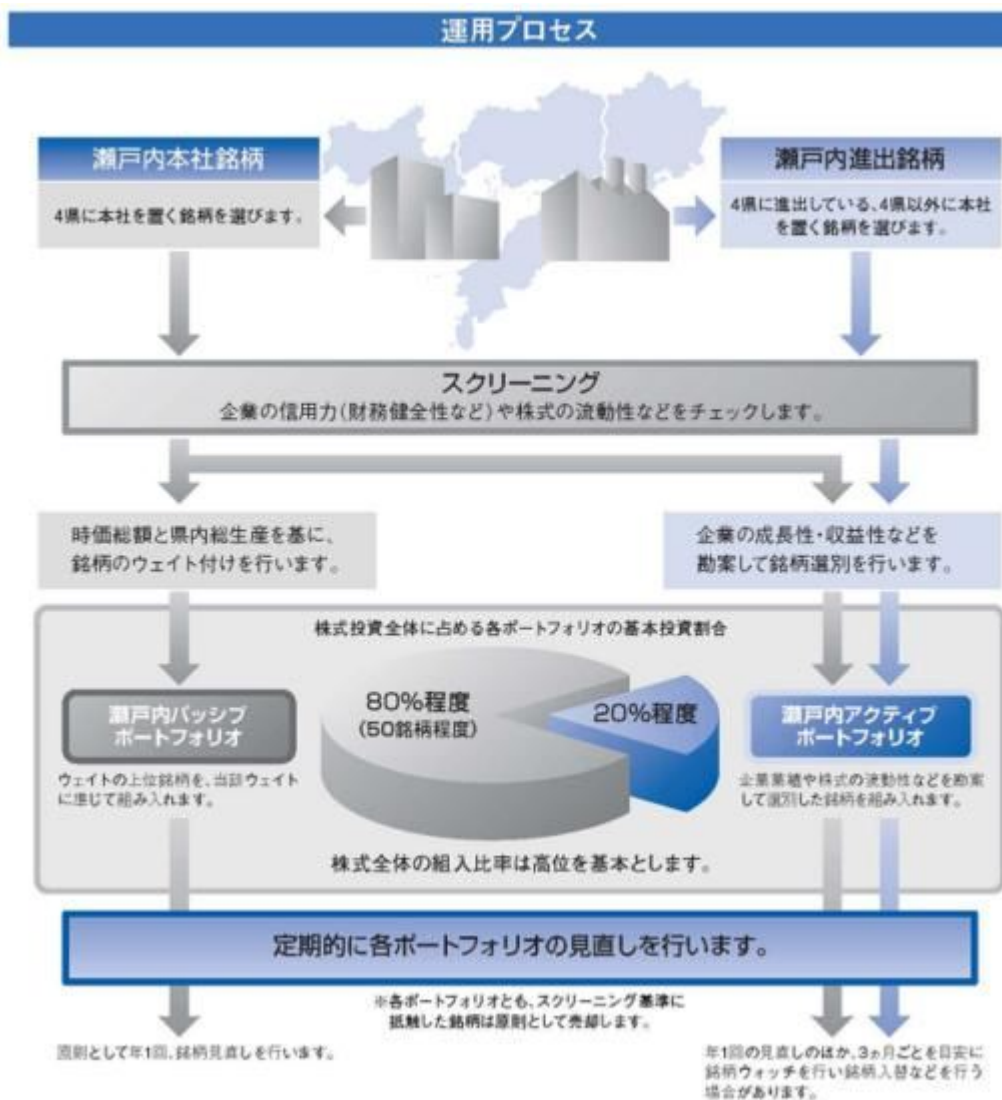 運用プロセス
瀬戸内本社銘柄
4県に本社を置く銘柄を選びます。
瀬戸内進出銘柄
4県に進出している、4県以外に本社
を置く銘柄を選びます。
スクリーニング
企業の信用力(財務健全性など)や株式の流動性などをチェックします。
時価総額と県内総生産を基に、
銘柄のウェイト付けを行います。
企業の成長性・収益性などを
勘案して銘柄選別を行います。
株式投資全体に占める各ポートフォリオの基本投資割合
瀬戸内パッシブ
ポートフォリオ
ウェイトの上位銘柄を、当該ウェイト
に応じて組み入れます。
80%程度
(50銘柄程度)
20%程度
瀬戸内アクティブ
ポートフォリオ
企業業績や株式の流動性などを勘案
して選別した銘柄を組み入れます。
株式全体の組入比率は高位を基本とします。
定期的に各ポートフォリオの見直しを行います。
※各ポートフォリオとも、スクリーニング基準に
抵触した銘柄は原則として売却します。
原則として年1回、銘柄見直しを行います。
年1回の見直しのほか、3ヵ月ごとを目安に
銘柄ウォッチを行い銘柄入替などを行う
場合があります。